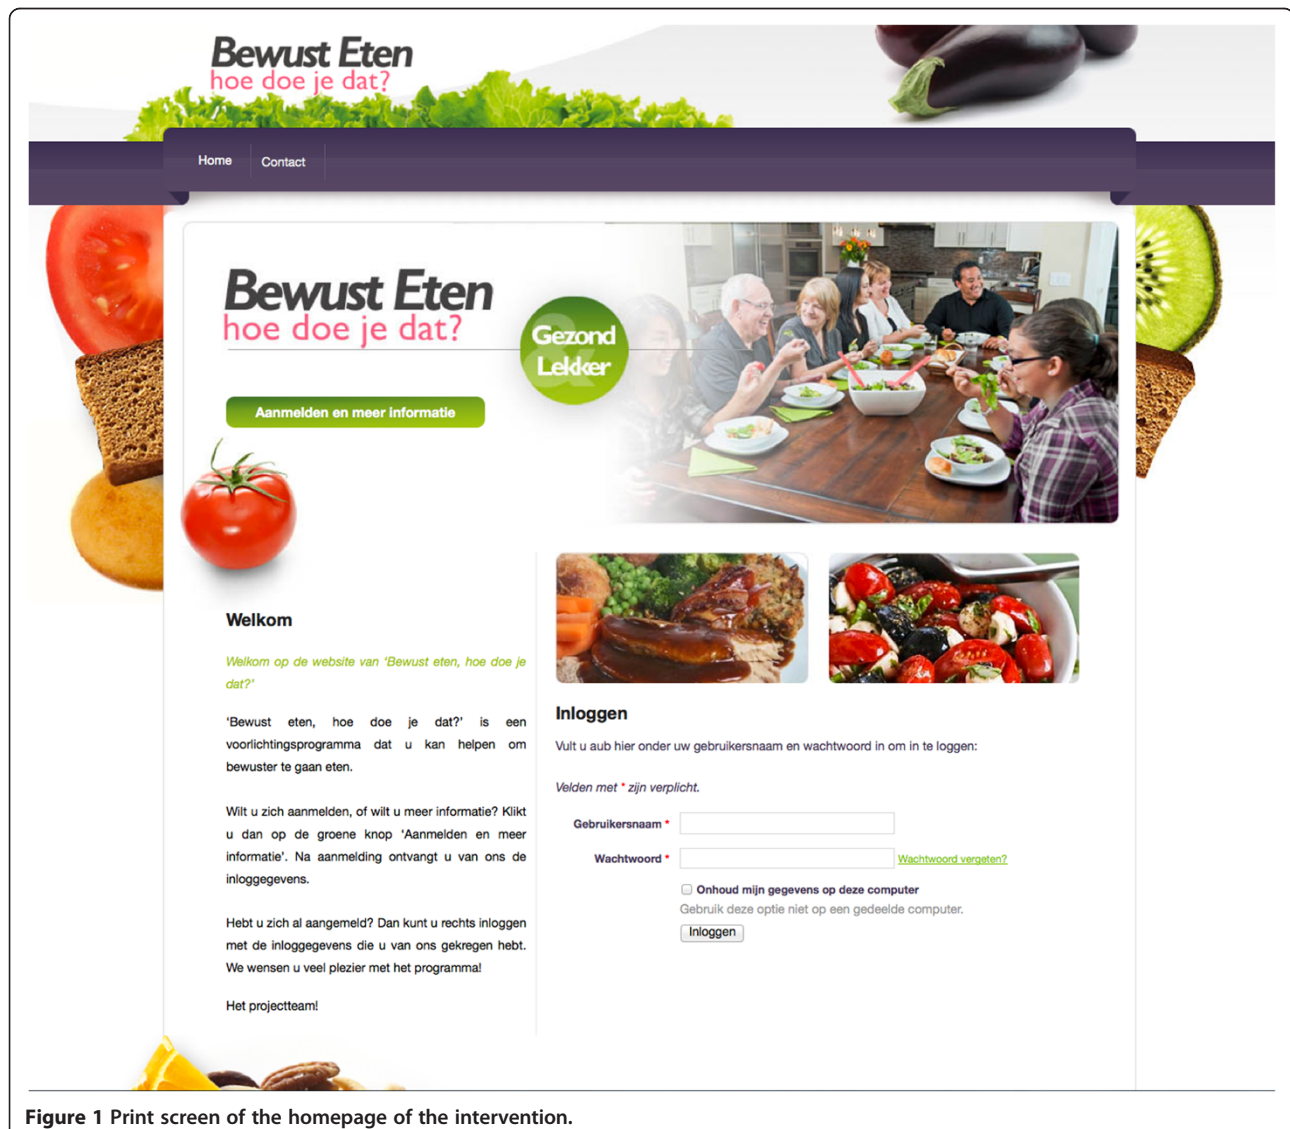 Bewust Eten
hoe doe je dat?
Home
Contact
Bewust Eten
hoe doe je dat?
Gezond
&
Lekker
Aanmelden en meer informatie
Welkom
Welkom op de website van ‘Bewust eten, hoe doe je
dat?’
‘Bewust eten, hoe doe je dat?’ is een
voorlichtingsprogramma dat u kan helpen om
bewuster te gaan eten.
Wilt u zich aanmelden, of wilt u meer informatie? Klikt
u dan op de groene knop ‘Aanmelden en meer
informatie’. Na aanmelding ontvangt u van ons de
inloggegevens.
Hebt u zich al aangemeld? Dan kunt u rechts inloggen
met de inloggegevens die u van ons gekregen hebt.
We wensen u veel plezier met het programma!
Het projectteam!
Inloggen
Vult u aub hier onder uw gebruikersnaam en wachtwoord in om in te loggen:
Velden met * zijn verplicht.
Gebruikersnaam *
Wachtwoord * Wachtwoord vergeten?
Onhoud mijn gegevens op deze computer
Gebruik deze optie niet op een gedeelde computer.
Inloggen
Figure 1 Print screen of the homepage of the intervention.